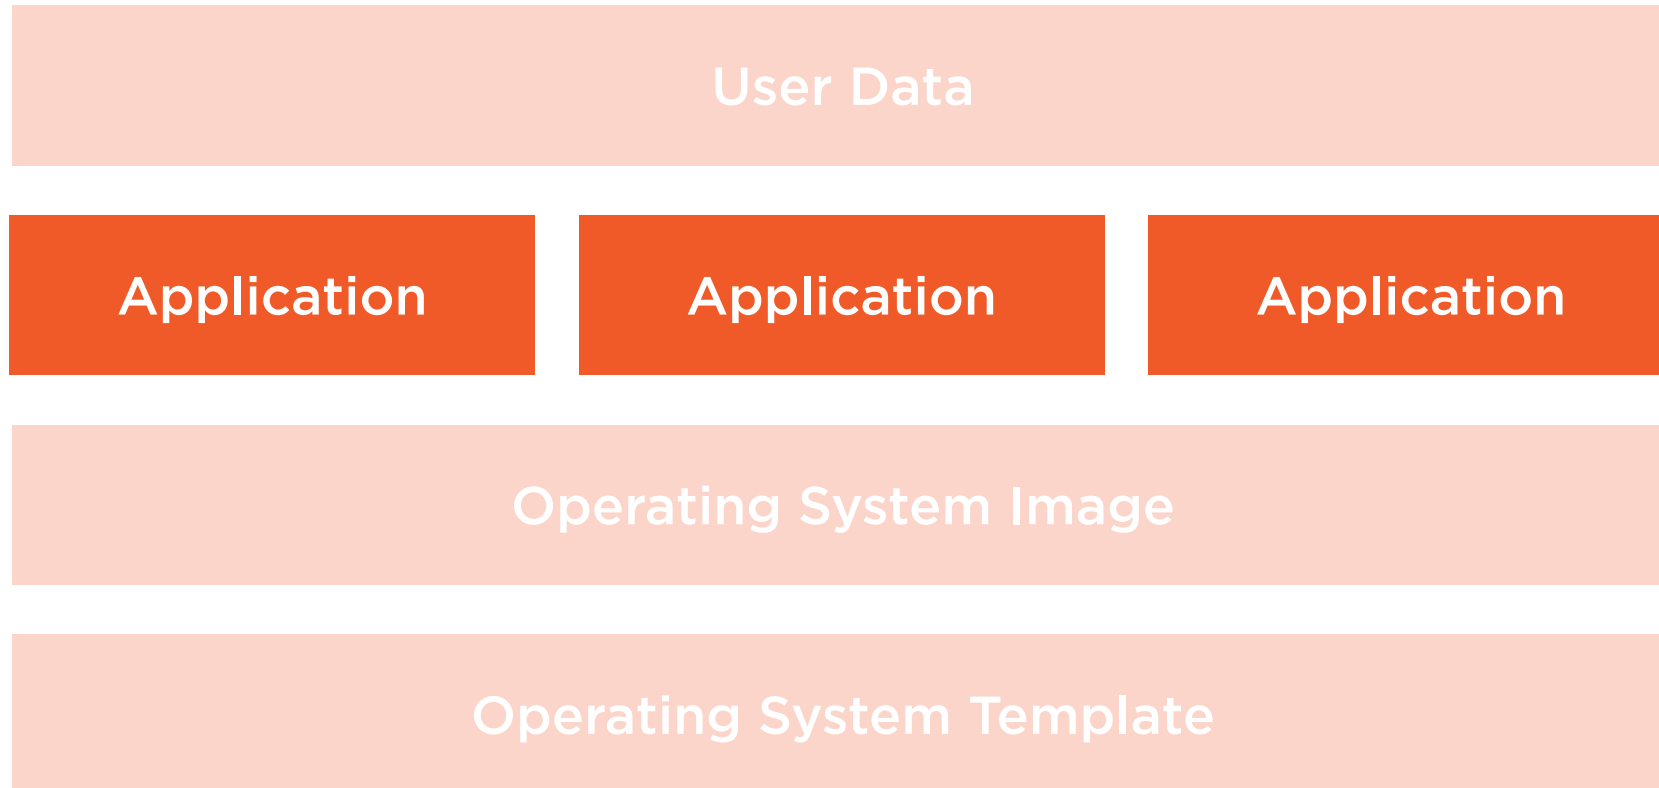 User Data
Application Application Application
Operating System Image
Operating System Template